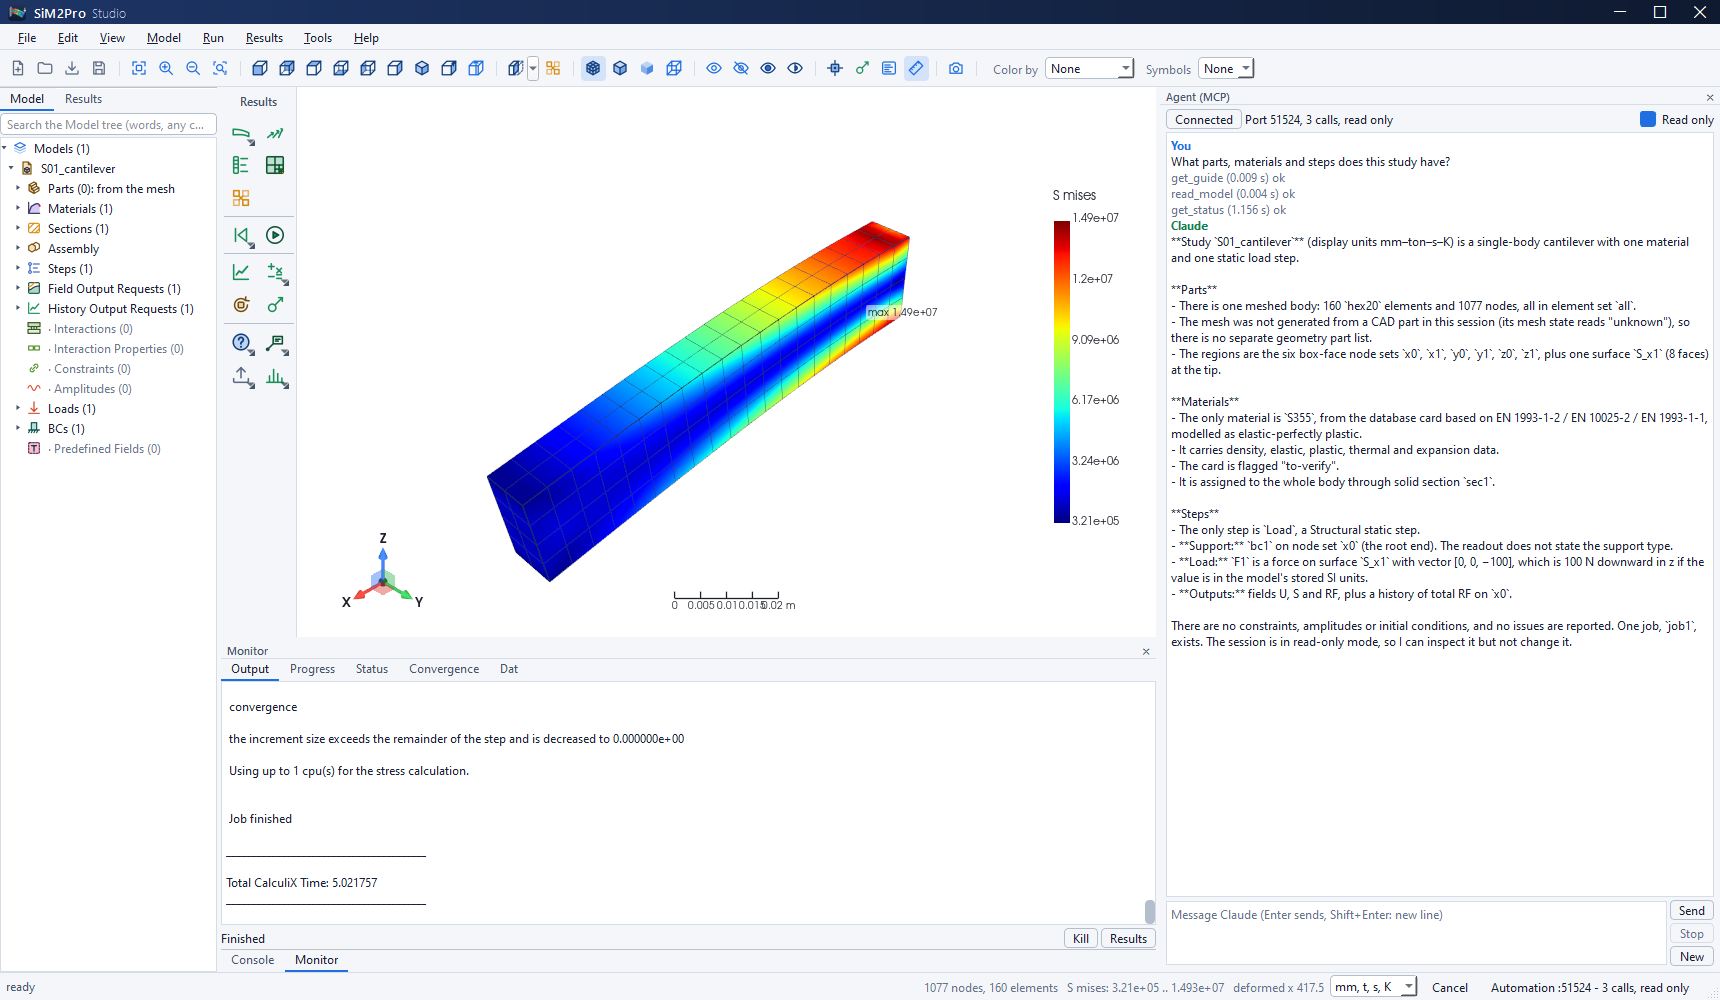 SiM2Pro Studio
File Edit View Model Run Results Tools Help
Color by None Symbols None
Model Results
Search the Model tree (words, any c...
Models (1)
S01_cantilever
Parts (0): from the mesh
Materials (1)
Sections (1)
Assembly
Steps (1)
Field Output Requests (1)
History Output Requests (1)
· Interactions (0)
· Interaction Properties (0)
· Constraints (0)
· Amplitudes (0)
Loads (1)
BCs (1)
· Predefined Fields (0)
Results
S mises
1.49e+07
1.2e+07
9.09e+06
6.17e+06
3.24e+06
3.21e+05
max 1.49e+07
Z
X
Y
0 0.005 0.010 0.015 0.02 m
Monitor
Output Progress Status Convergence Dat
convergence
the increment size exceeds the remainder of the step and is decreased to 0.000000e+00
Using up to 1 cpu(s) for the stress calculation.
Job finished
________________________________________
Total CalculiX Time: 5.021757
________________________________________
Finished
Kill Results
Console Monitor
Agent (MCP)
Connected Port 51524, 3 calls, read only Read only
You
What parts, materials and steps does this study have?
get_guide (0.009 s) ok
read_model (0.004 s) ok
get_status (1.156 s) ok
Claude
**Study `S01_cantilever`** (display units mm–ton–s–K) is a single-body cantilever with one material
and one static load step.
**Parts**
- There is one meshed body: 160 `hex20` elements and 1077 nodes, all in element set `all`.
- The mesh was not generated from a CAD part in this session (its mesh state reads "unknown"), so
there is no separate geometry part list.
- The regions are the six box-face node sets `x0`, `x1`, `y0`, `y1`, `z0`, `z1`, plus one surface `S_x1` (8 faces)
at the tip.
**Materials**
- The only material is `S355`, from the database card based on EN 1993-1-2 / EN 10025-2 / EN 1993-1-1,
modelled as elastic-perfectly plastic.
- It carries density, elastic, plastic, thermal and expansion data.
- The card is flagged "to-verify".
- It is assigned to the whole body through solid section `sec1`.
**Steps**
- The only step is `Load`, a Structural static step.
- **Support:** `bc1` on node set `x0` (the root end). The readout does not state the support type.
- **Load:** `F1` is a force on surface `S_x1` with vector [0, 0, −100], which is 100 N downward in z if the
value is in the model's stored SI units.
- **Outputs:** fields U, S and RF, plus a history of total RF on `x0`.
There are no constraints, amplitudes or initial conditions, and no issues are reported. One job, `job1`,
exists. The session is in read-only mode, so I can inspect it but not change it.
Message Claude (Enter sends, Shift+Enter: new line)
Send
Stop
New
ready
1077 nodes, 160 elements S mises: 3.21e+05 .. 1.493e+07 deformed x 417.5 mm, t, s, K Cancel Automation :51524 - 3 calls, read only